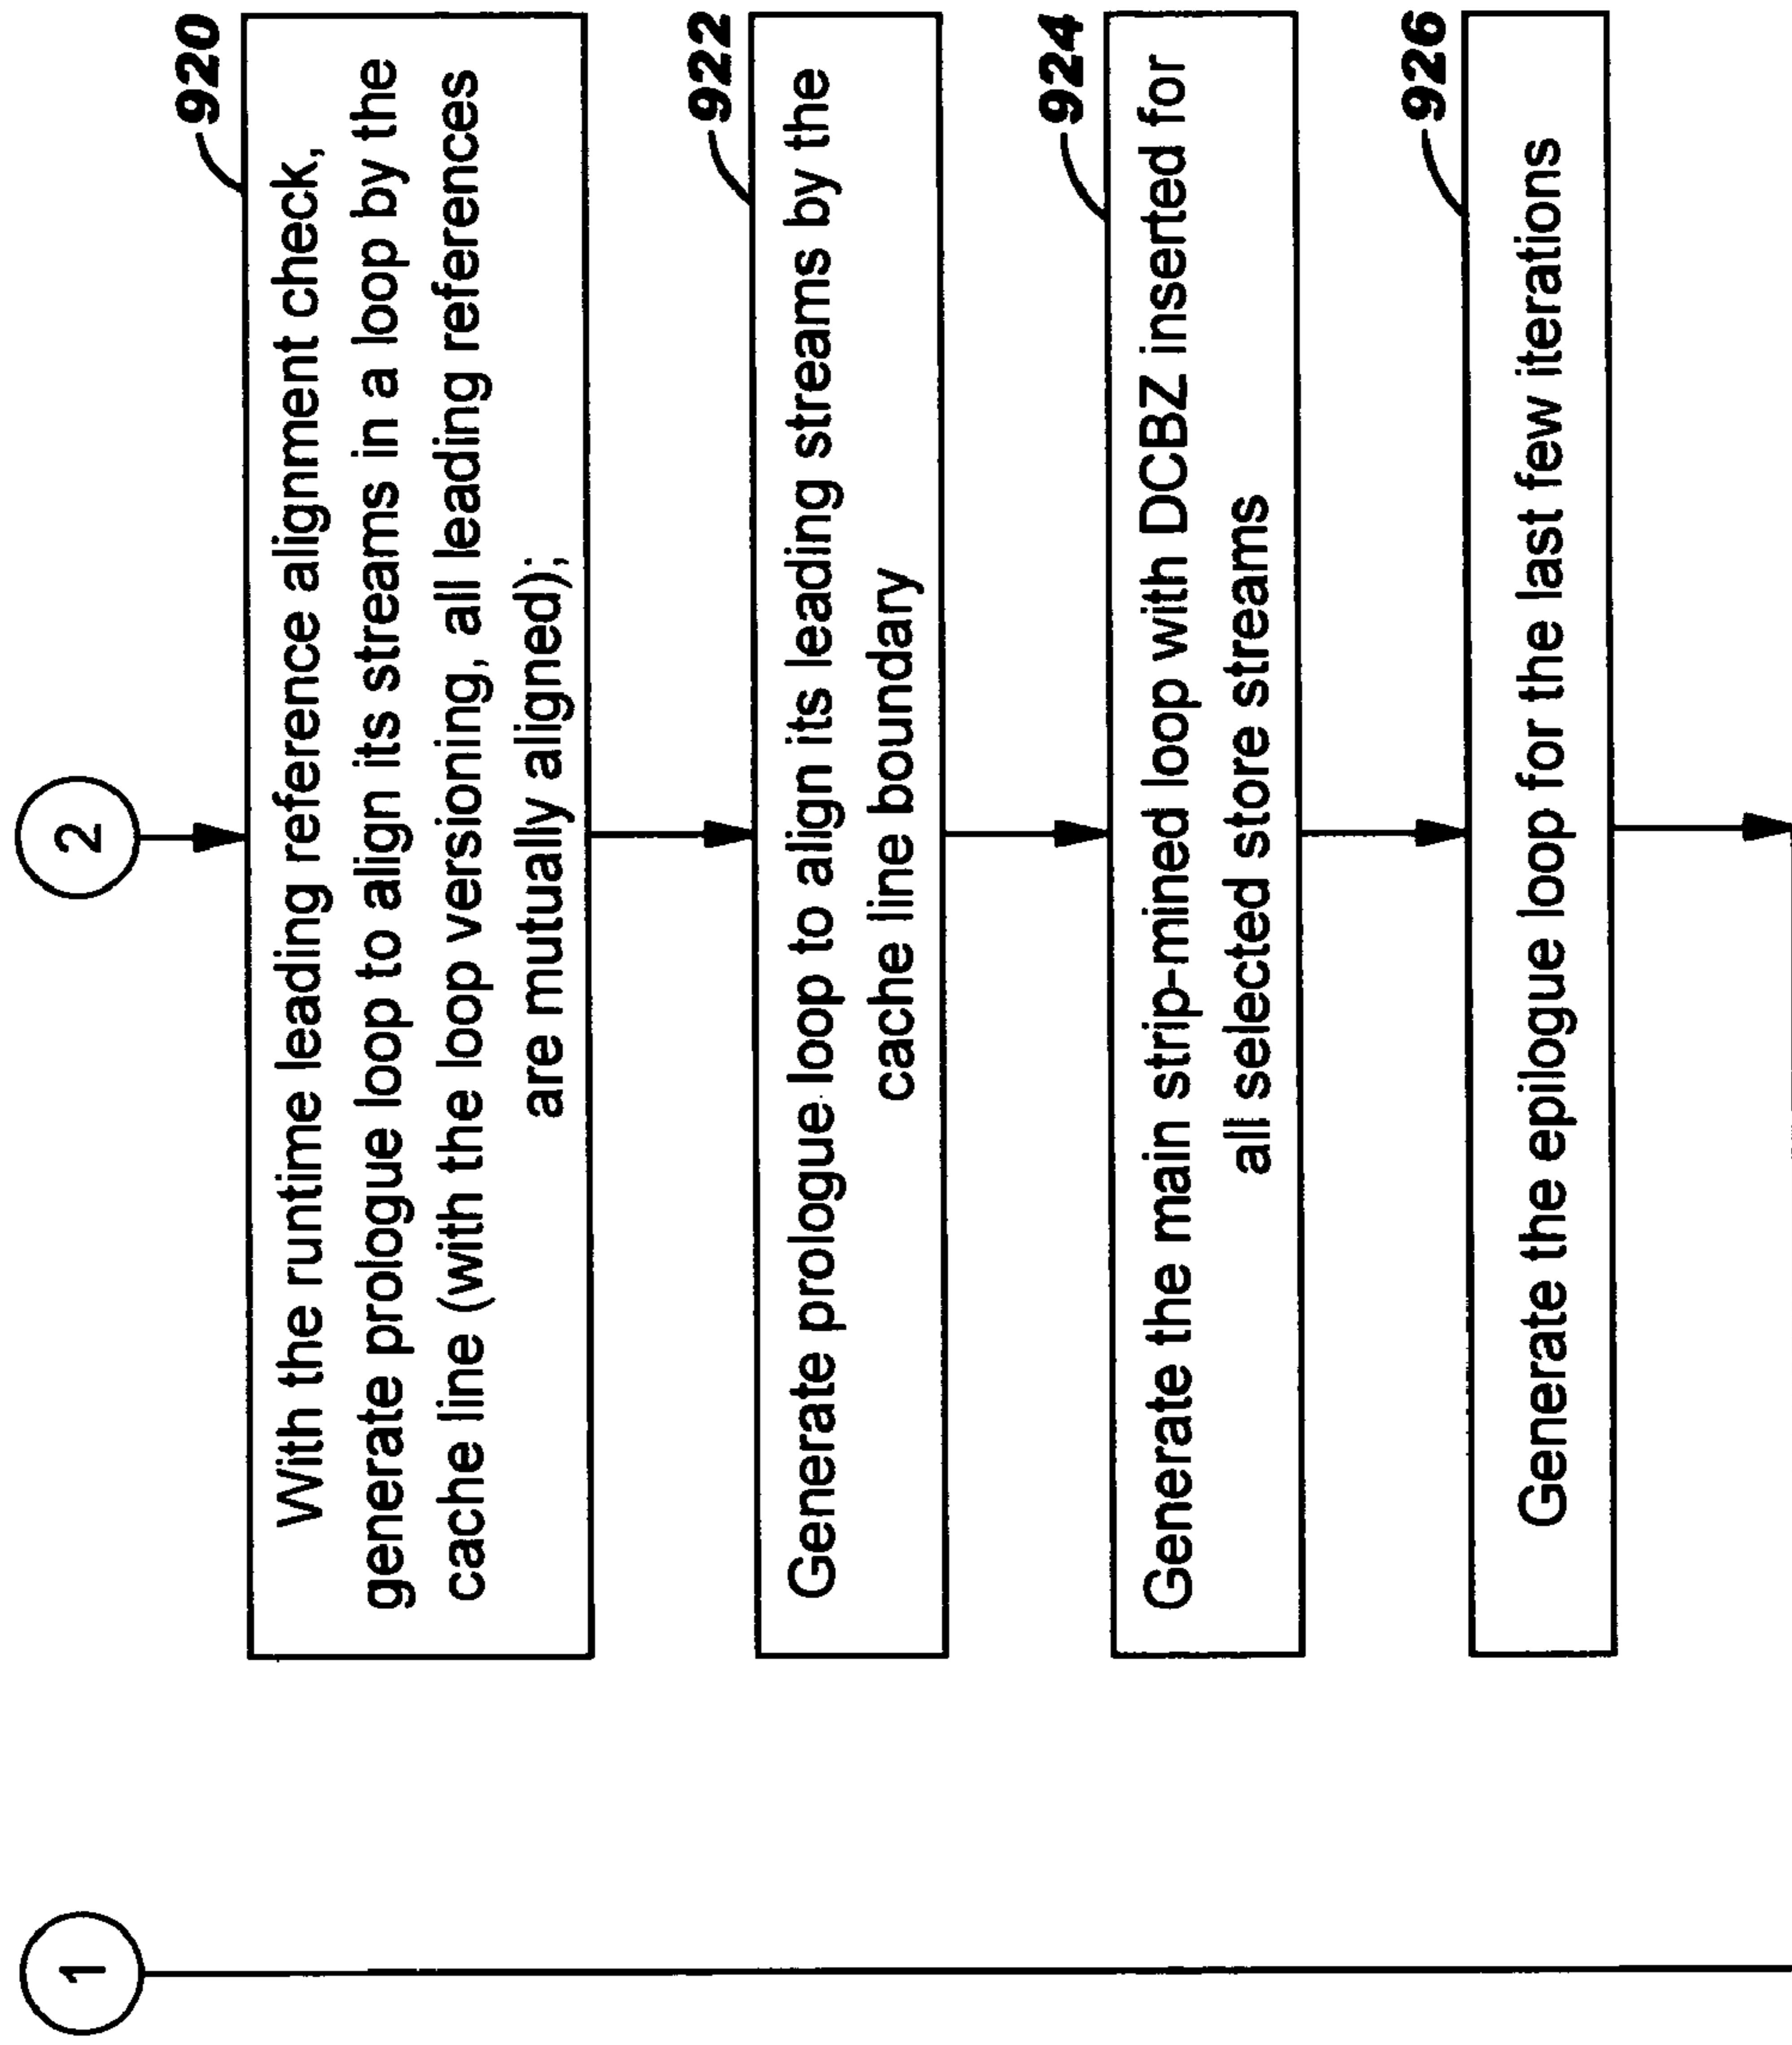 1
2
920
With the runtime leading reference alignment check,
generate prologue loop to align its streams in a loop by the
cache line (with the loop versioning, all leading references
are mutually aligned);
922
Generate prologue loop to align its leading streams by the
cache line boundary
924
Generate the main strip-mined loop with DCBZ inserted for
all selected store streams
926
Generate the epilogue loop for the last few iterations